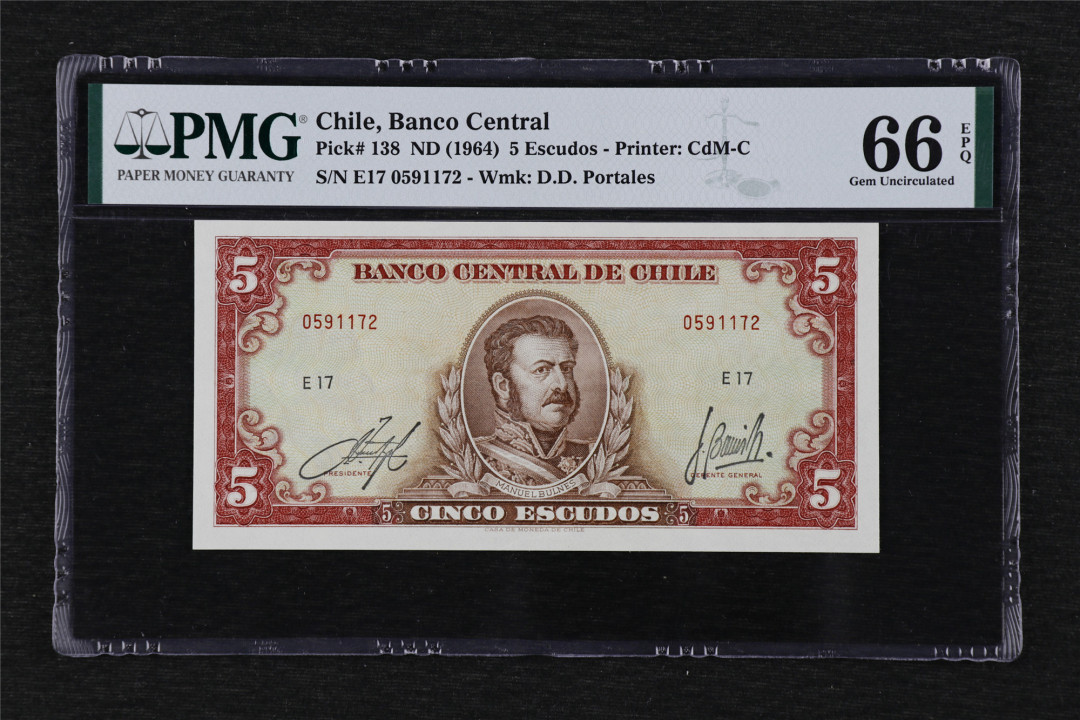 PMG®
PAPER MONEY GUARANTY
Chile, Banco Central
Pick# 138 ND (1964) 5 Escudos - Printer: CdM-C
S/N E17 0591172 - Wmk: D.D. Portales
66
EPQ
Gem Uncirculated
5
BANCO CENTRAL DE CHILE
5
0591172
0591172
E 17
E 17
PRESIDENTE
GERENTE GENERAL
5
MANUEL BULNES
5
5 CINCO ESCUDOS 5
CASA DE MONEDA DE CHILE